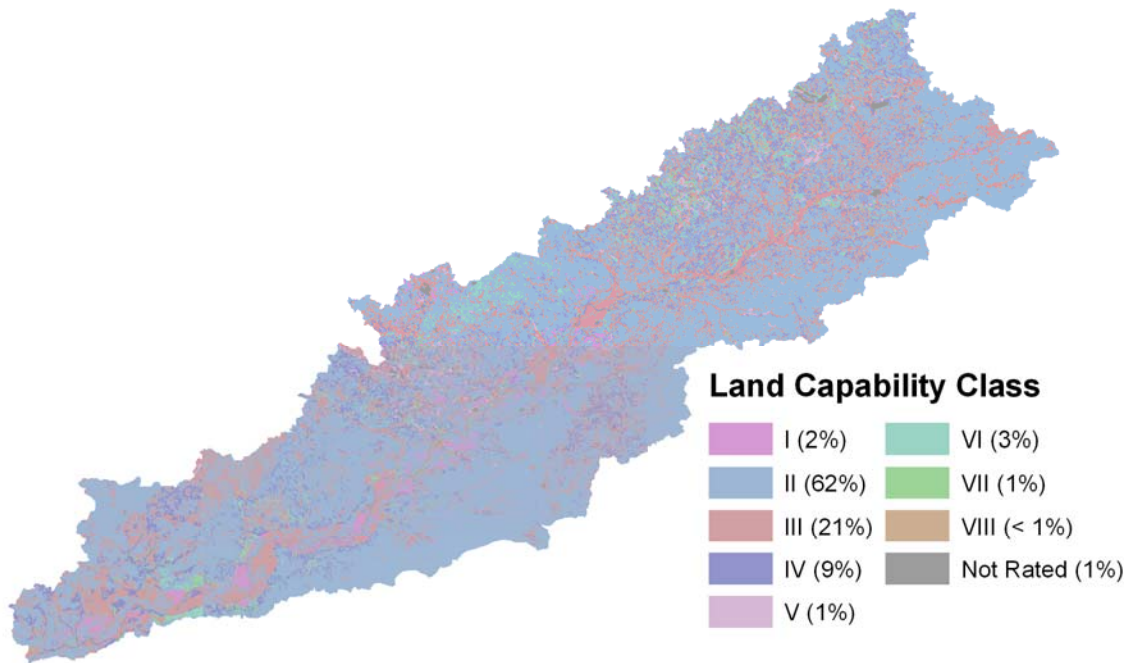 Land Capability Class
I (2%)
II (62%)
III (21%)
IV (9%)
V (1%)
VI (3%)
VII (1%)
VIII (< 1%)
Not Rated (1%)